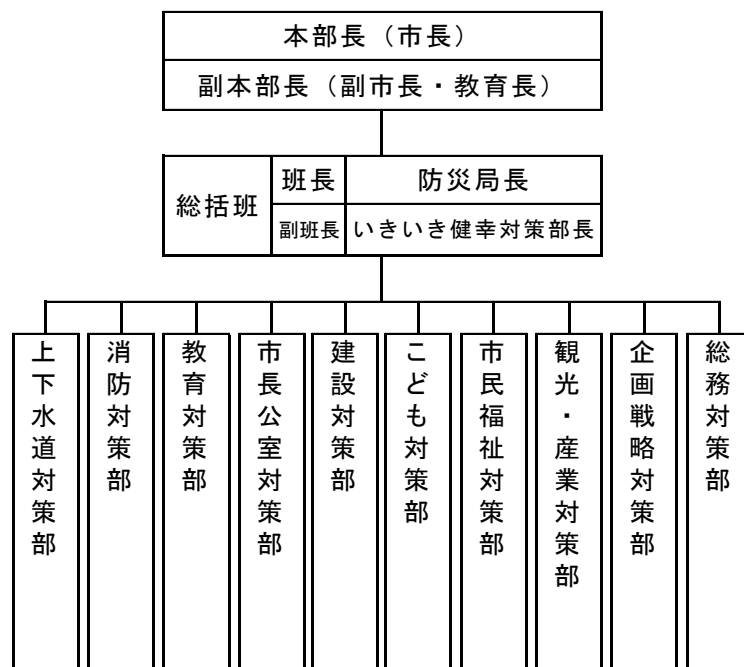 本部長（市長）
副本部長（副市長・教育長）
総括班
班長
防災局長
副班長
いきいき健幸対策部長
上下水道対策部
消防対策部
教育対策部
市長公室対策部
建設対策部
こども対策部
市民福祉対策部
観光・産業対策部
企画戦略対策部
総務対策部